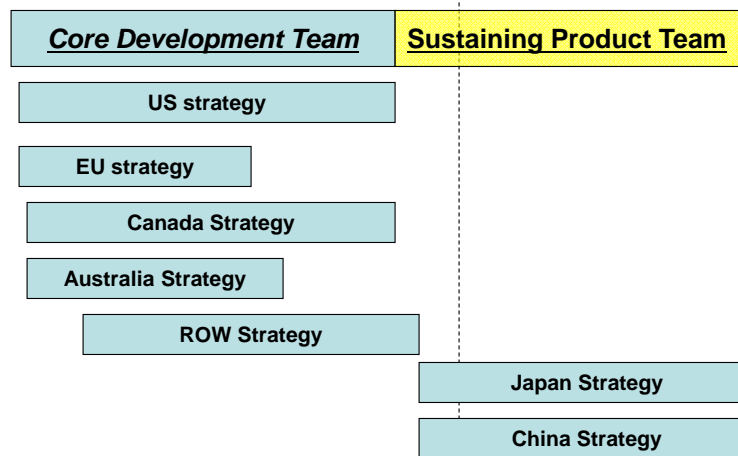 Core Development Team
Sustaining Product Team
US strategy
EU strategy
Canada Strategy
Australia Strategy
ROW Strategy
Japan Strategy
China Strategy